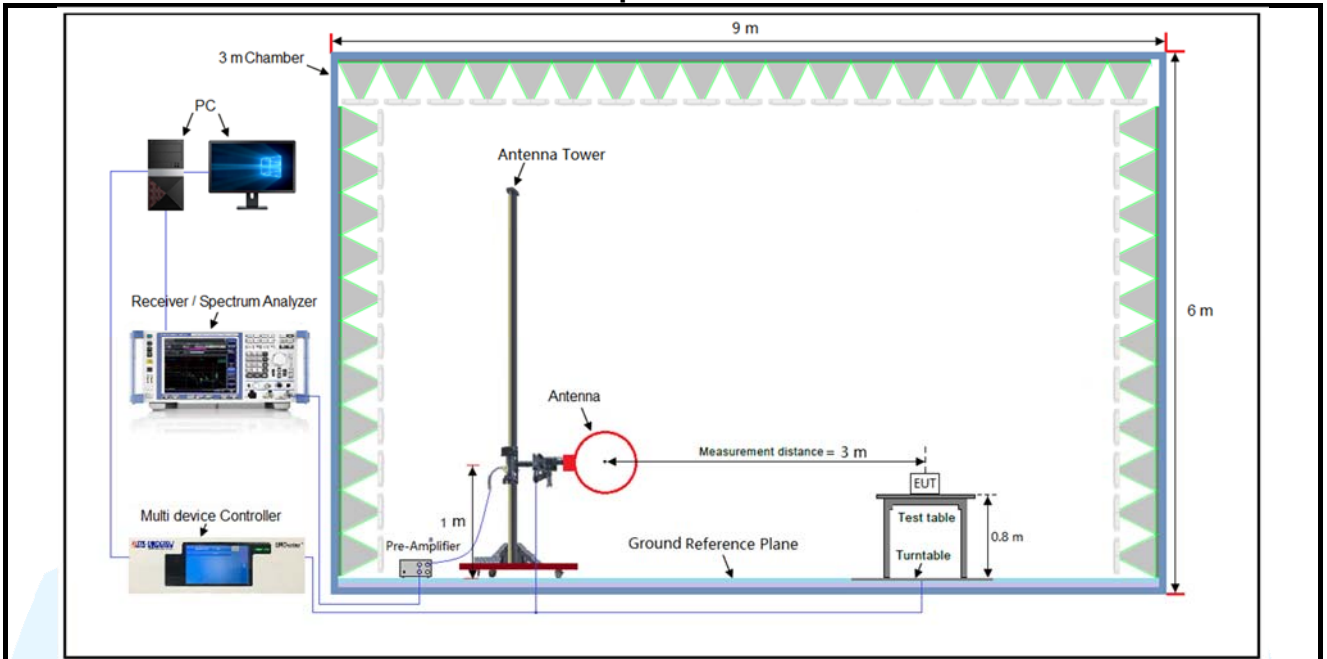 9 m
3 m Chamber
PC
Antenna Tower
6 m
Receiver / Spectrum Analyzer
Antenna
Measurement distance = 3 m
EUT
Multi device Controller
1 m
Test table
0.8 m
Pre-Amplifier
Ground Reference Plane
Turntable